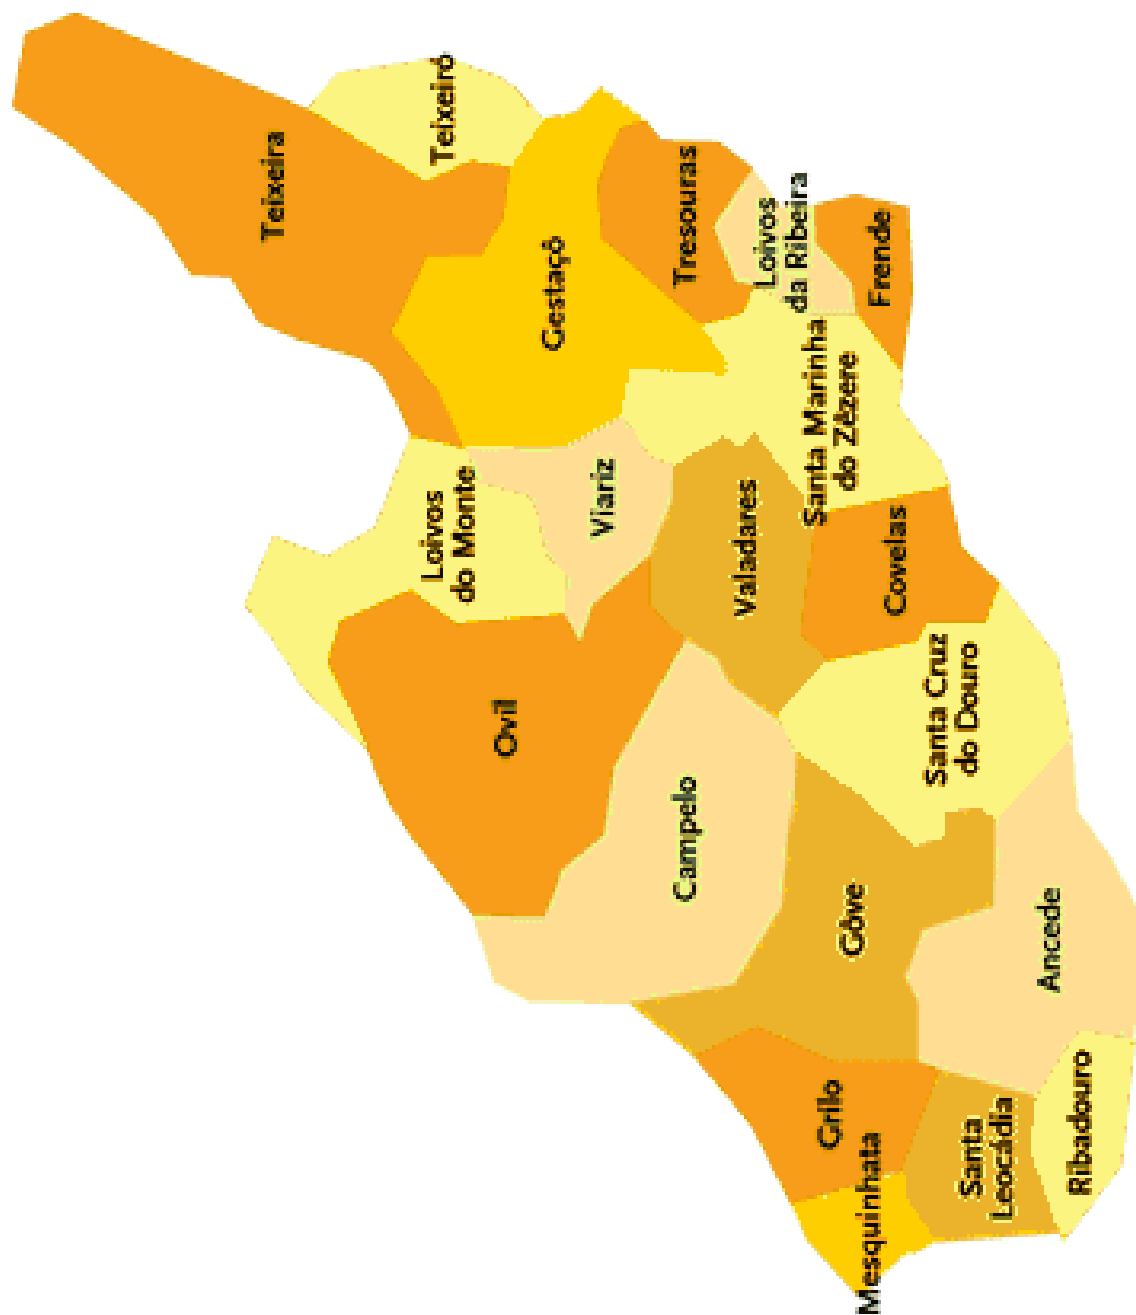 Teixeira
Teixeiró
Gestaçô
Tresouras
Loivos
da Ribeira
Frende
Santa Marinha
do Zêzere
Loivos
do Monte
Viariz
Valadares
Covelas
Ovil
Santa Cruz
do Douro
Campelo
Gôve
Ancede
Grilo
Mesquinhata
Santa
Leocádia
Ribadouro